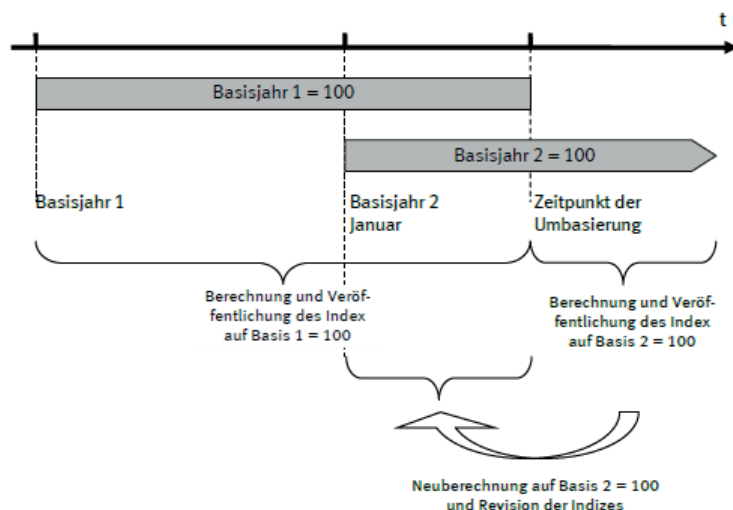 t
Basisjahr 1 = 100
Basisjahr 2 = 100
Basisjahr 1
Basisjahr 2
Januar
Zeitpunkt der
Umbasierung
Berechnung und Veröf-
fentlichung des Index
auf Basis 1 = 100
Berechnung und Veröf-
fentlichung des Index
auf Basis 2 = 100
Neuberechnung auf Basis 2 = 100
und Revision der Indizes